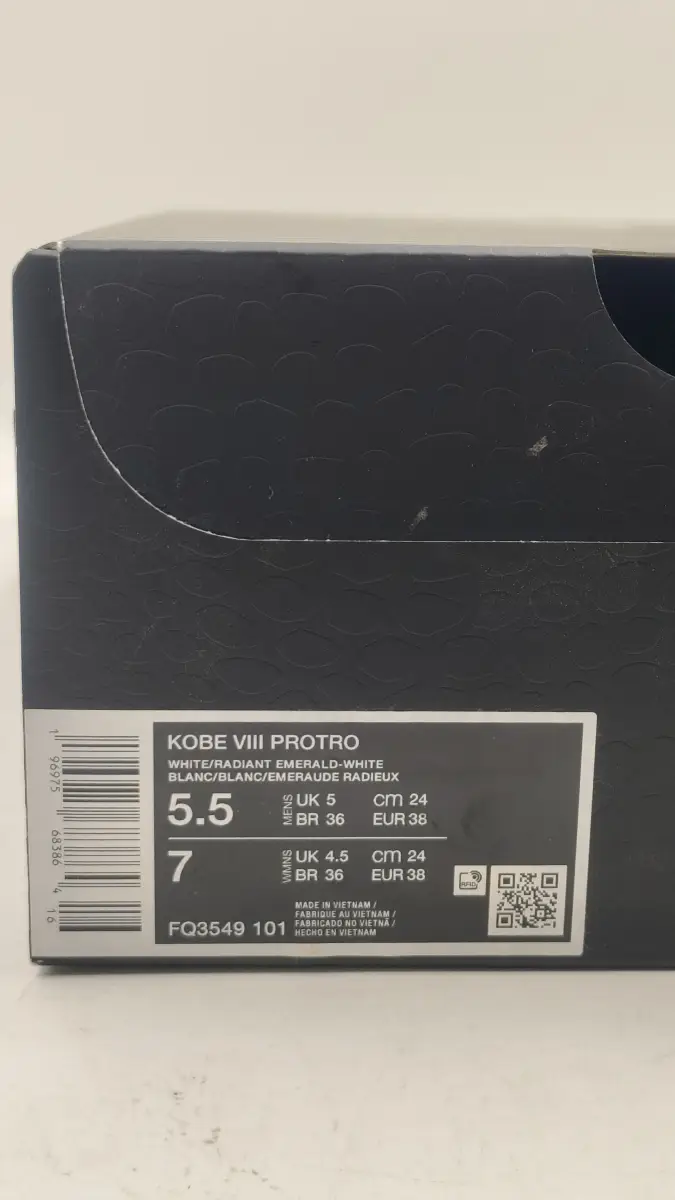 KOBE VIII PROTRO
WHITE/RADIANT EMERALD-WHITE
BLANC/BLANC/EMERAUDE RADIEUX
5.5 MENS UK 5 cm 24
BR 36 EUR 38
7 WMNS UK 4.5 cm 24
BR 36 EUR 38
RFID
FQ3549 101
MADE IN VIETNAM /
FABRIQUE AU VIETNAM /
FABRICADO NO VIETNÃ /
HECHO EN VIETNAM
1 96975 68386 4 16